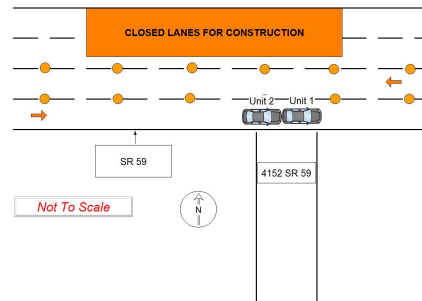 CLOSED LANES FOR CONSTRUCTION
Unit 2 Unit 1
SR 59
4152 SR 59
Not To Scale
N